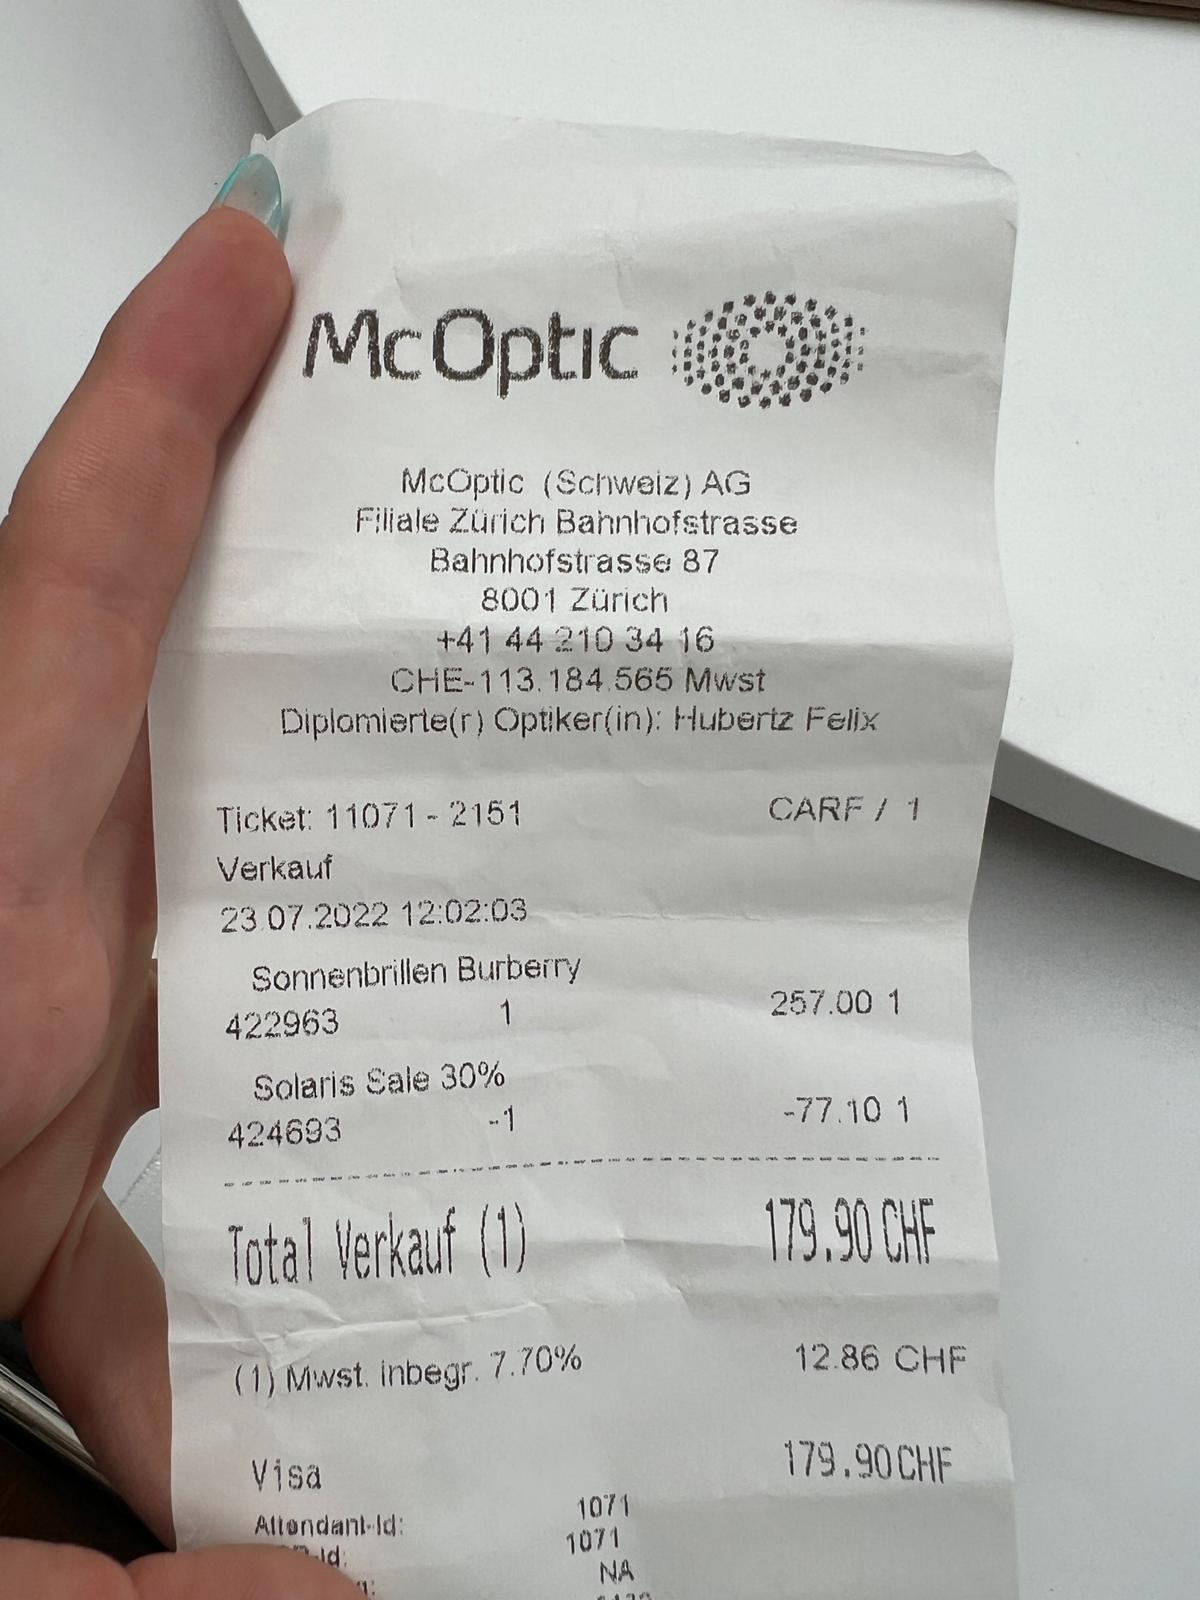 McOptic
McOptic (Schweiz) AG
Filiale Zürich Bahnhofstrasse
Bahnhofstrasse 87
8001 Zürich
+41 44 210 34 16
CHE-113.184.565 Mwst
Diplomierte(r) Optiker(in): Hubertz Felix
Ticket: 11071 - 2151 CARF / 1
Verkauf
23.07.2022 12:02:03
Sonnenbrillen Burberry
422963 1 257.00 1
Solaris Sale 30%
424693 -1 -77.10 1
Total Verkauf (1) 179.90 CHF
(1) Mwst. inbegr. 7.70% 12.86 CHF
Visa 179.90 CHF
Attendant-Id: 1071
-Id: 1071
NA